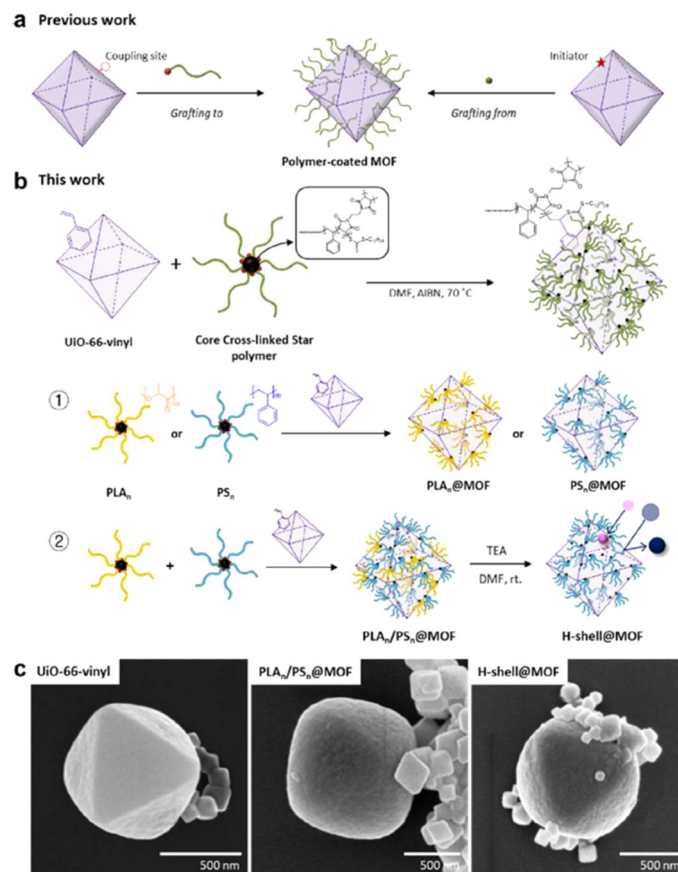 a Previous work
Coupling site
Initiator
Grafting to
Grafting from
Polymer-coated MOF
b This work
+
DMF, AIBN, 70 °C
UiO-66-vinyl
Core Cross-linked Star
polymer
①
or
or
PLAn
PSn
PLAn@MOF
PSn@MOF
②
+
TEA
DMF, rt.
PLAn/PSn@MOF
H-shell@MOF
c UiO-66-vinyl
PLAn/PSn@MOF
H-shell@MOF
500 nm
500 nm
500 nm